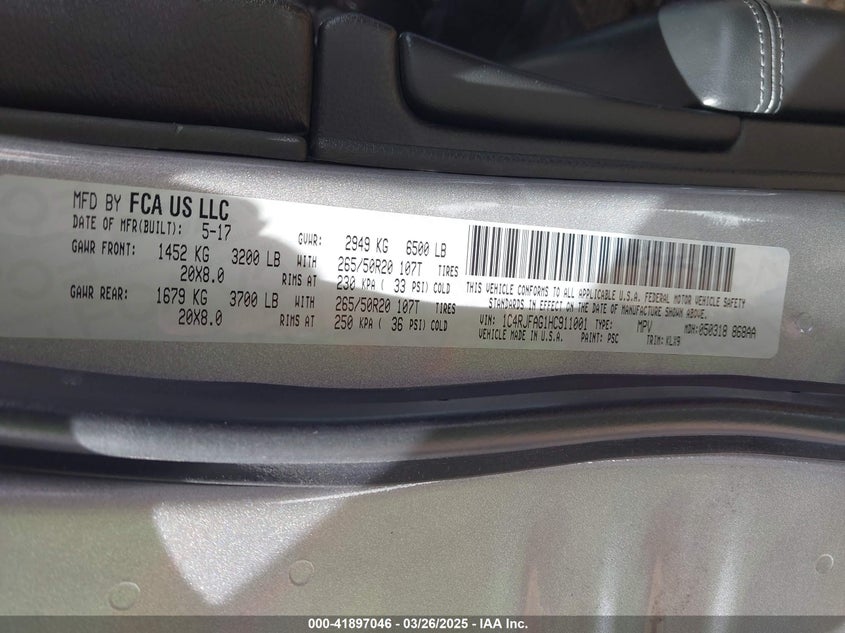 MFD BY FCA US LLC
DATE OF MFR(BUILT): 5-17 GVWR: 2949 KG 6500 LB
GAWR FRONT: 1452 KG 3200 LB WITH 265/50R20 107T TIRES
20X8.0 RIMS AT 230 KPA ( 33 PSI) COLD
GAWR REAR: 1679 KG 3700 LB WITH 265/50R20 107T TIRES
20X8.0 RIMS AT 250 KPA ( 36 PSI) COLD
THIS VEHICLE CONFORMS TO ALL APPLICABLE U.S.A. FEDERAL MOTOR VEHICLE SAFETY
STANDARDS IN EFFECT ON THE DATE OF MANUFACTURE SHOWN ABOVE.
VIN: 1C4RJFAG1HC911001 TYPE: MPV MDH: 050318 868AA
VEHICLE MADE IN U.S.A. PAINT: PSC TRIM: KLX9
000-41897046 - 03/26/2025 - IAA Inc.